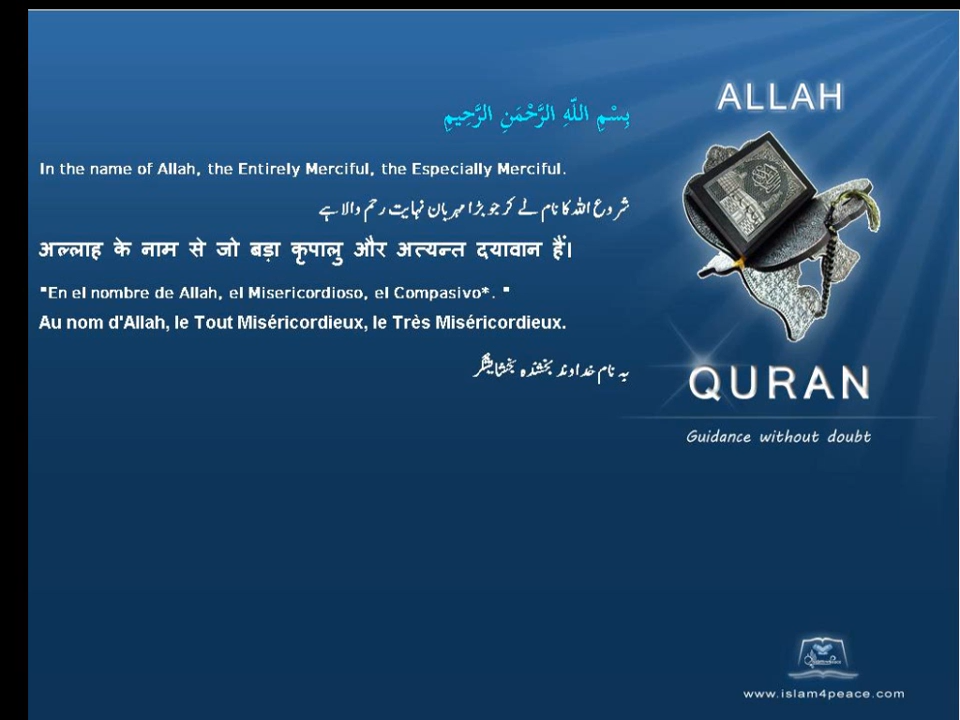 بِسْمِ اللّهِ الرَّحْمَنِ الرَّحِيمِ
In the name of Allah, the Entirely Merciful, the Especially Merciful.
شروع الله کا نام لے کر جو بڑا مہربان نہایت رحم والا ہے
अल्लाह के नाम से जो बड़ा कृपालु और अत्यन्त दयावान हैं।
"En el nombre de Allah, el Misericordioso, el Compasivo*. "
Au nom d'Allah, le Tout Miséricordieux, le Très Miséricordieux.
به نام خداوند بخشنده بخشایشگر
ALLAH
QURAN
Guidance without doubt
www.islam4peace.com